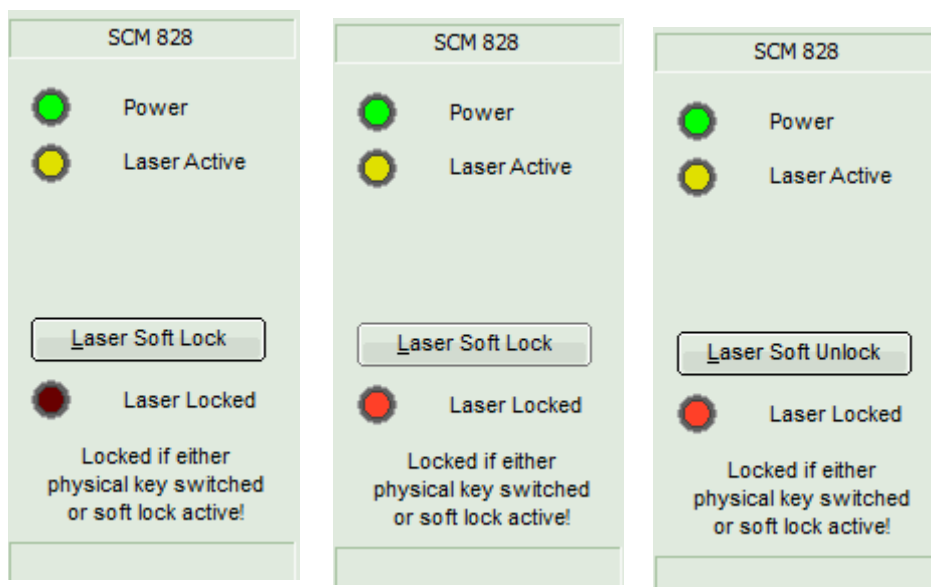 SCM 828
Power
Laser Active
Laser Soft Lock
Laser Locked
Locked if either
physical key switched
or soft lock active!
SCM 828
Power
Laser Active
Laser Soft Lock
Laser Locked
Locked if either
physical key switched
or soft lock active!
SCM 828
Power
Laser Active
Laser Soft Unlock
Laser Locked
Locked if either
physical key switched
or soft lock active!